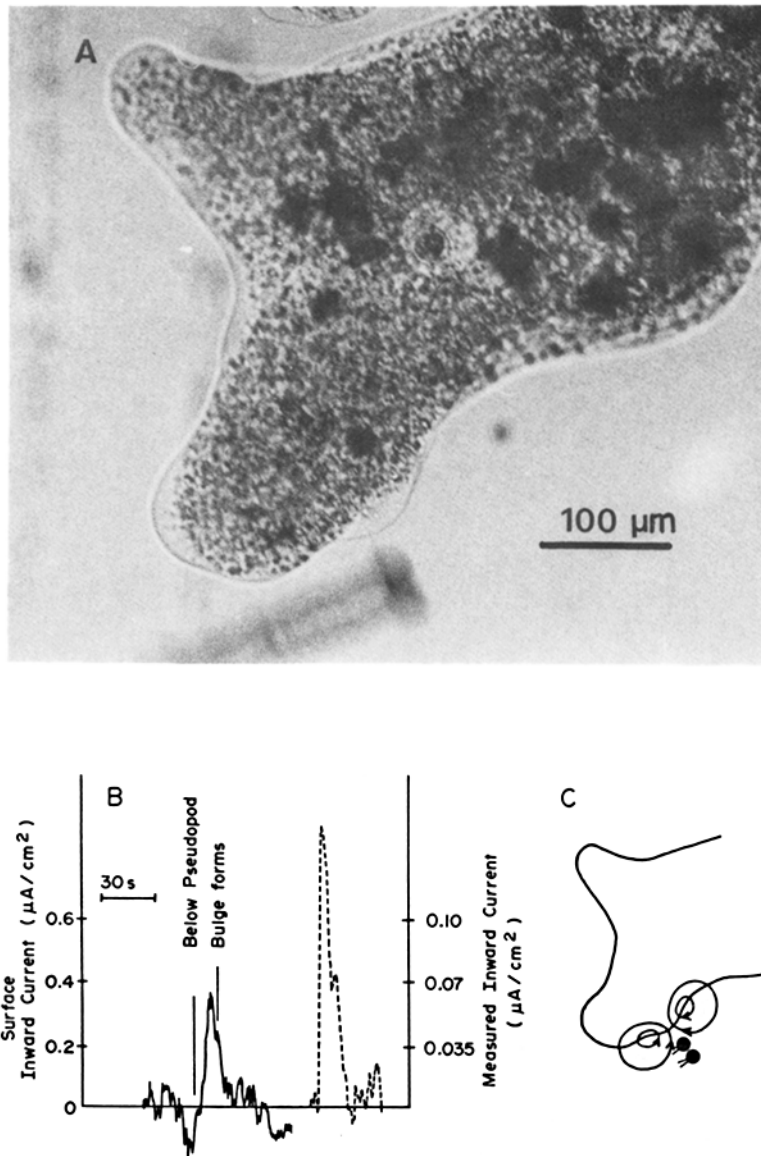 A
100 μm
B
30 s
Below Pseudopod
Bulge forms
Surface
Inward Current (μA/cm²)
0.6
0.4
0.2
0
0.10
0.07
0.035
Measured Inward Current
(μA/cm²)
C